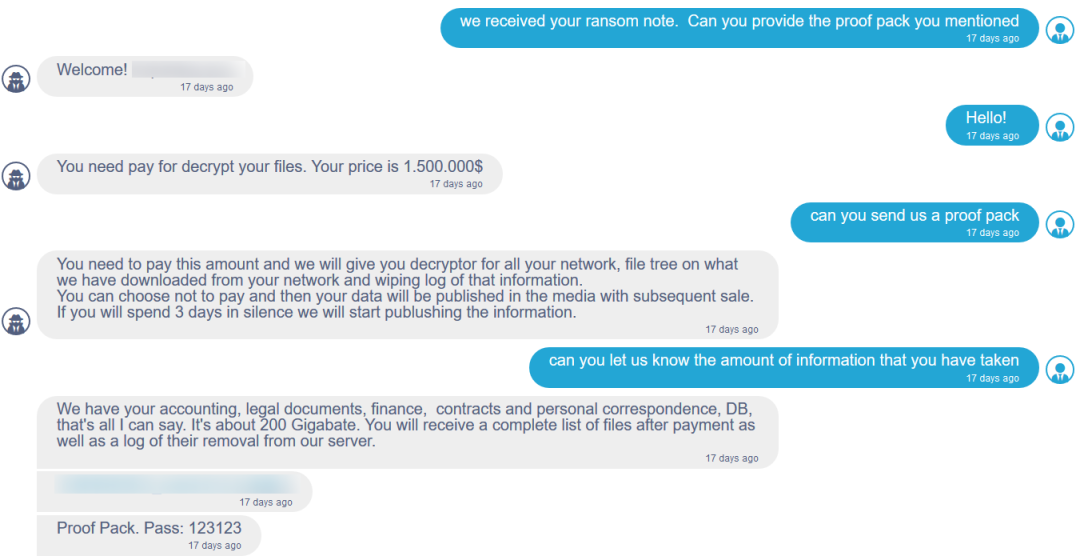 we received your ransom note.  Can you provide the proof pack you mentioned
17 days ago
Welcome!
17 days ago
Hello!
17 days ago
You need pay for decrypt your files. Your price is 1.500.000$
17 days ago
can you send us a proof pack
17 days ago
You need to pay this amount and we will give you decryptor for all your network, file tree on what
we have downloaded from your network and wiping log of that information.
You can choose not to pay and then your data will be published in the media with subsequent sale.
If you will spend 3 days in silence we will start publushing the information.
17 days ago
can you let us know the amount of information that you have taken
17 days ago
We have your accounting, legal documents, finance,  contracts and personal correspondence, DB,
that's all I can say. It's about 200 Gigabate. You will receive a complete list of files after payment as
well as a log of their removal from our server.
17 days ago
17 days ago
Proof Pack. Pass: 123123
17 days ago